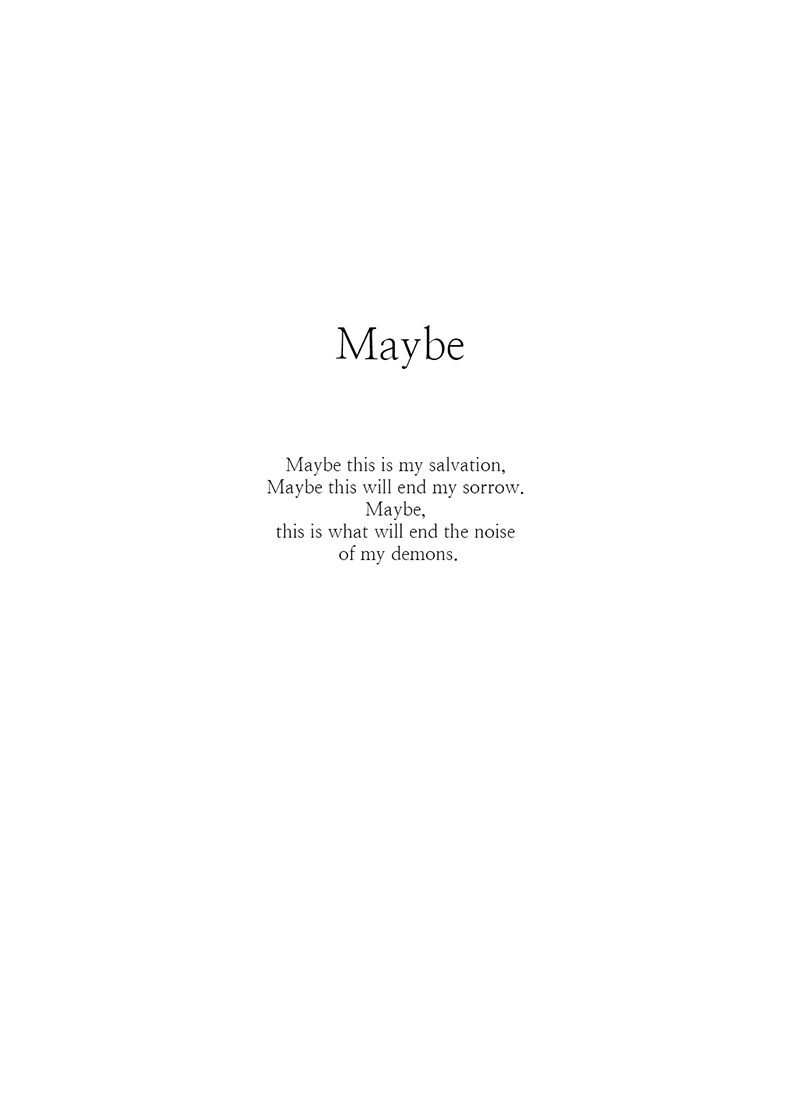 Maybe
Maybe this is my salvation,
Maybe this will end my sorrow.
Maybe,
this is what will end the noise
of my demons.